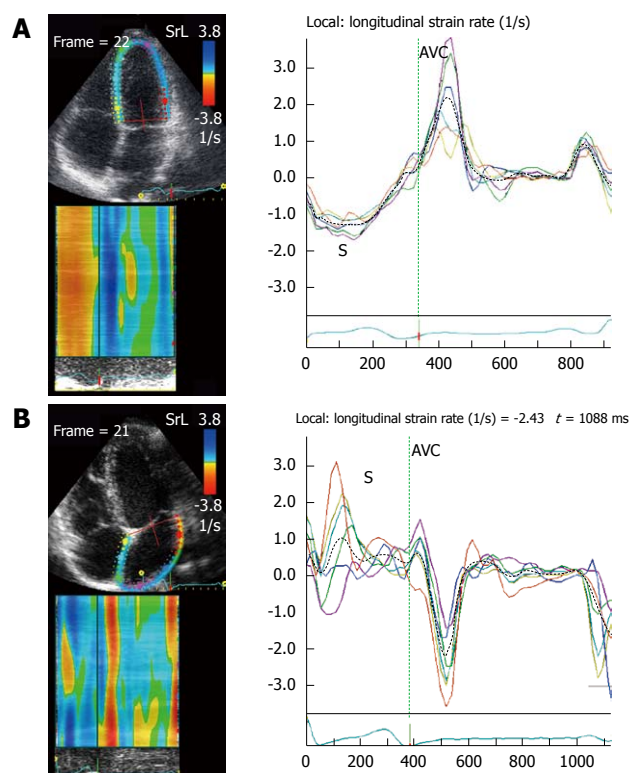 A
Frame = 22
SrL
3.8
-3.8
1/s
Local: longitudinal strain rate (1/s)
AVC
3.0
2.0
1.0
0.0
-1.0
S
-2.0
-3.0
0
200
400
600
800
B
Frame = 21
SrL
3.8
-3.8
1/s
Local: longitudinal strain rate (1/s) = -2.43 t = 1088 ms
AVC
S
3.0
2.0
1.0
0.0
-1.0
-2.0
-3.0
0
200
400
600
800
1000